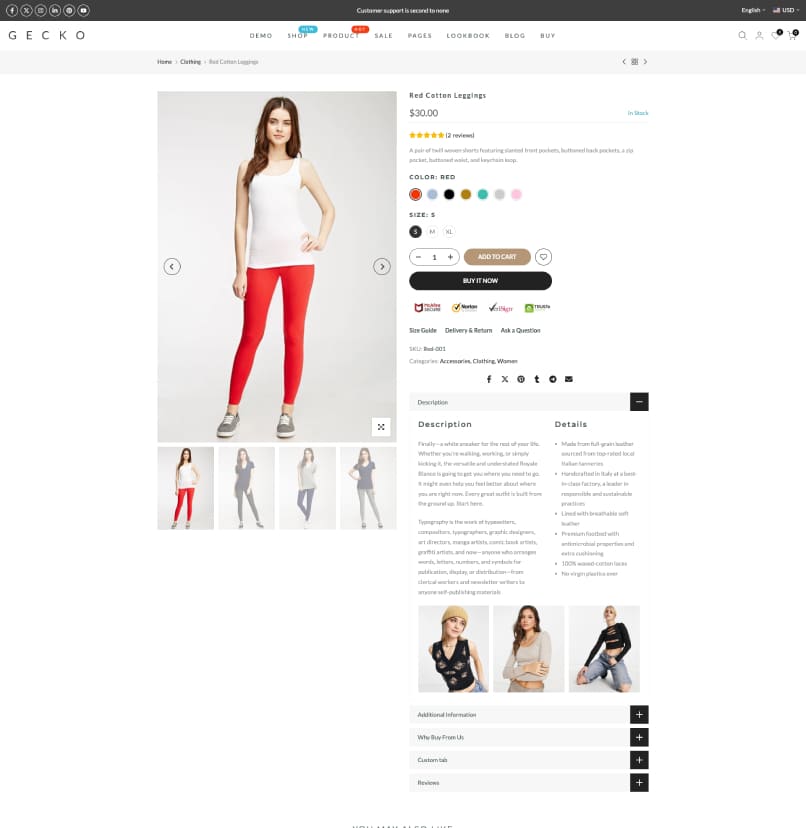 Customer support is second to none
English
USD
GECKO
DEMO
SHOP
NEW
PRODUCT
HOT
SALE
PAGES
LOOKBOOK
BLOG
BUY
0
0
Home > Clothing > Red Cotton Leggings
Red Cotton Leggings
$30.00
In Stock
(2 reviews)
A pair of twill woven shorts featuring slanted front pockets, buttoned back pockets, a zip
pocket, buttoned waist, and keychain loop.
COLOR: RED
SIZE: S
S
M
XL
− 1 +
ADD TO CART
BUY IT NOW
McAfee
SECURE
Norton
VeriSign
TRUSTe
Size Guide
Delivery & Return
Ask a Question
SKU: Red-001
Categories: Accessories, Clothing, Women
Description
Description
Finally—a white sneaker for the rest of your life.
Whether you're walking, working, or simply
kicking it, the versatile and understated Royale
Blanco is going to get you where you need to go.
It might even help you feel better about where
you are right now. Every great outfit is built from
the ground up. Start here.
Typography is the work of typesetters,
compositors, typographers, graphic designers,
art directors, manga artists, comic book artists,
graffiti artists, and now—anyone who arranges
words, letters, numbers, and symbols for
publication, display, or distribution—from
clerical workers and newsletter writers to
anyone self-publishing materials
Details
Made from full-grain leather
sourced from top-rated local
Italian tanneries
Handcrafted in Italy at a best-
in-class factory, a leader in
responsible and sustainable
practices
Lined with breathable soft
leather
Premium footbed with
antimicrobial properties and
extra cushioning
100% waxed-cotton laces
No virgin plastics ever
Additional Information
Why Buy From Us
Custom tab
Reviews
YOU MAY ALSO LIKE